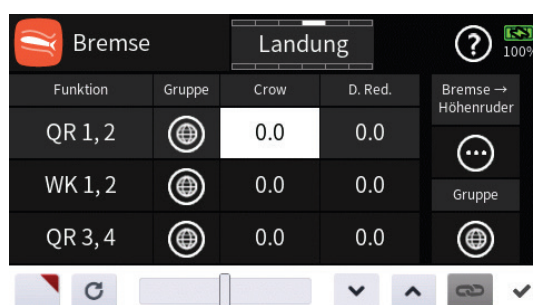 Bremse
Landung
?
100%
Funktion Gruppe Crow D. Red. Bremse →
Höhenruder
QR 1, 2 0.0 0.0
WK 1, 2 0.0 0.0 Gruppe
QR 3, 4 0.0 0.0